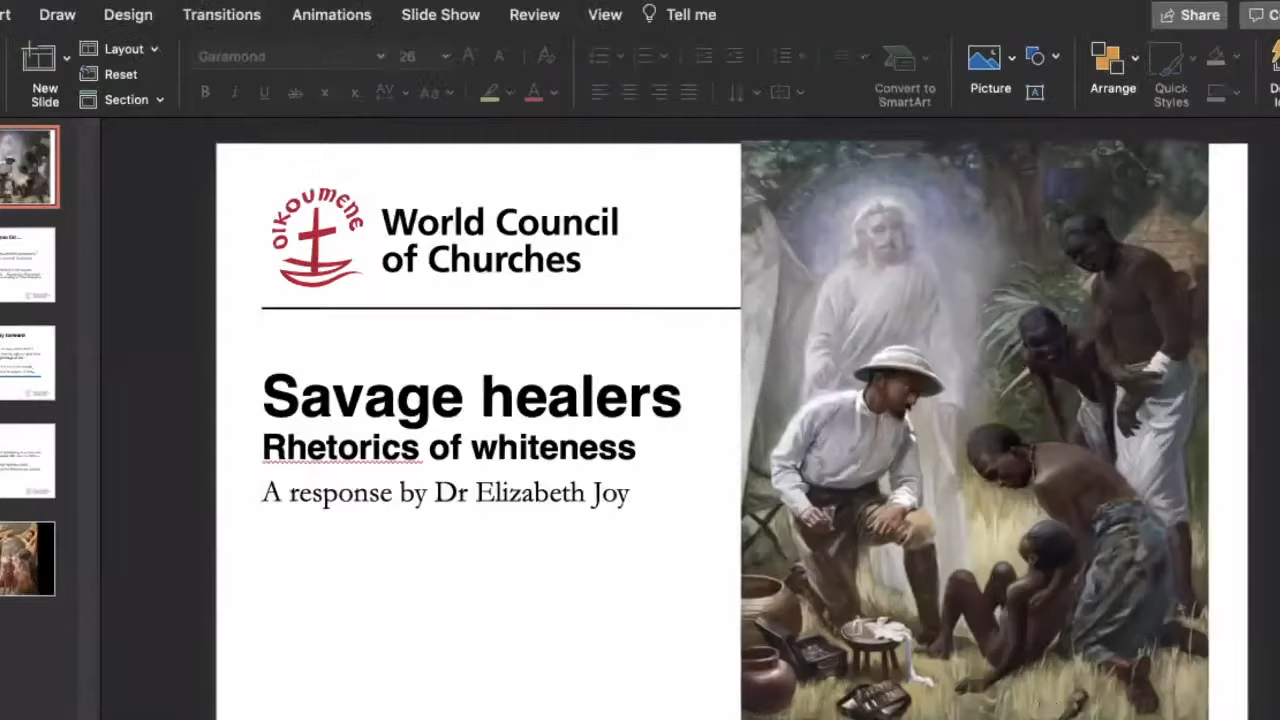 Draw Design Transitions Animations Slide Show Review View Tell me Share
Layout
Reset
Section
New
Slide
Garamond 26
Convert to
SmartArt
Picture
Arrange
Quick
Styles
OIKOUMENE
World Council
of Churches
Savage healers
Rhetorics of whiteness
A response by Dr Elizabeth Joy